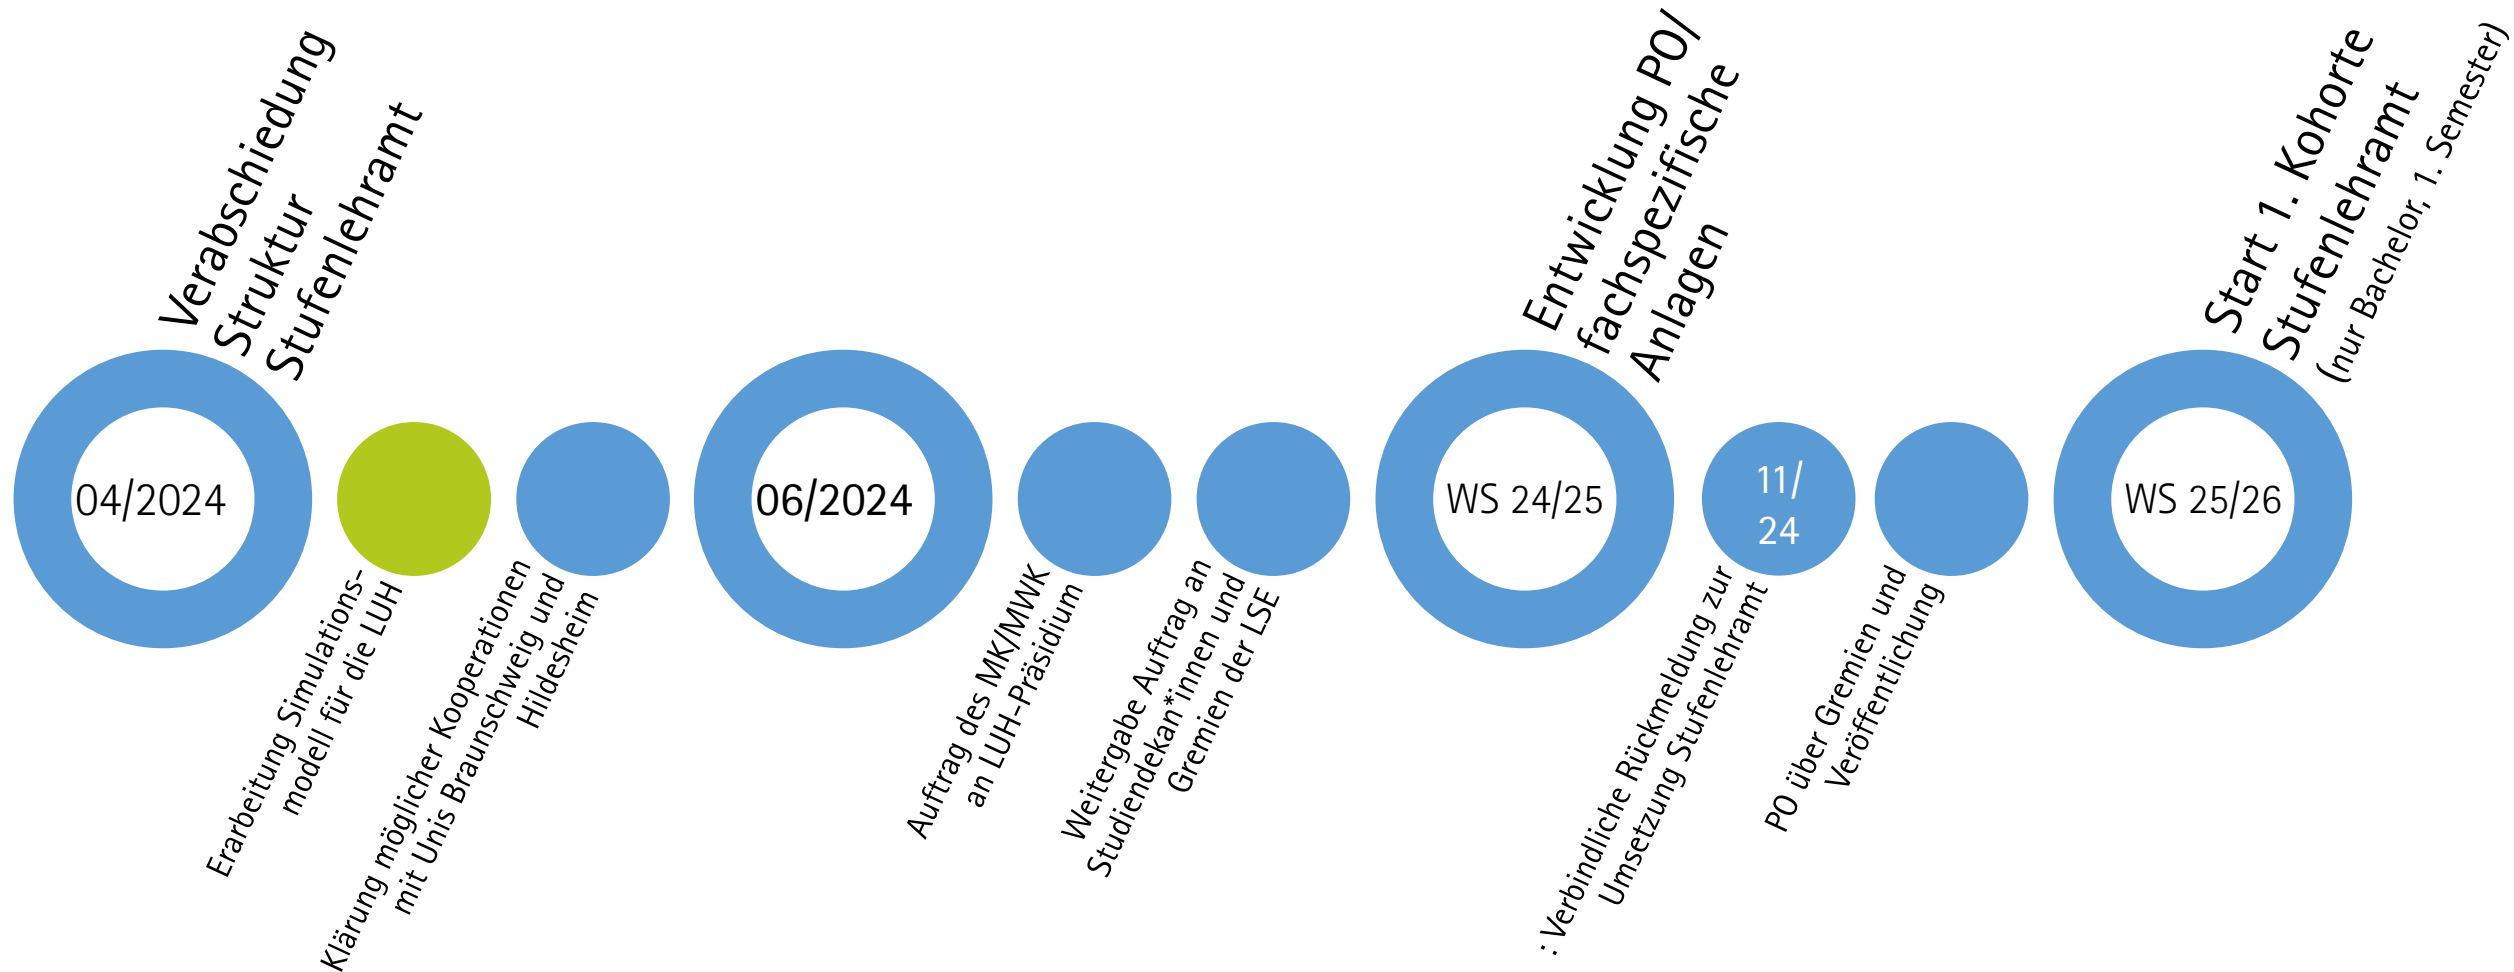 Verabschiedung
Struktur
Stufenlehramt
04/2024
Erarbeitung Simulations-
modell für die LUH
Klärung möglicher Kooperationen
mit Unis Braunschweig und
Hildesheim
06/2024
Auftrag des MK/MWK
an LUH-Präsidium
Weitergabe Auftrag an
Studiendekan*innen und
Gremien der LSE
Entwicklung PO/
fachspezifische
Anlagen
WS 24/25
11/
24
: Verbindliche Rückmeldung zur
Umsetzung Stufenlehramt
PO über Gremien und
Veröffentlichung
Start 1. Kohorte
Stufenlehramt
(nur Bachelor, 1. Semester)
WS 25/26